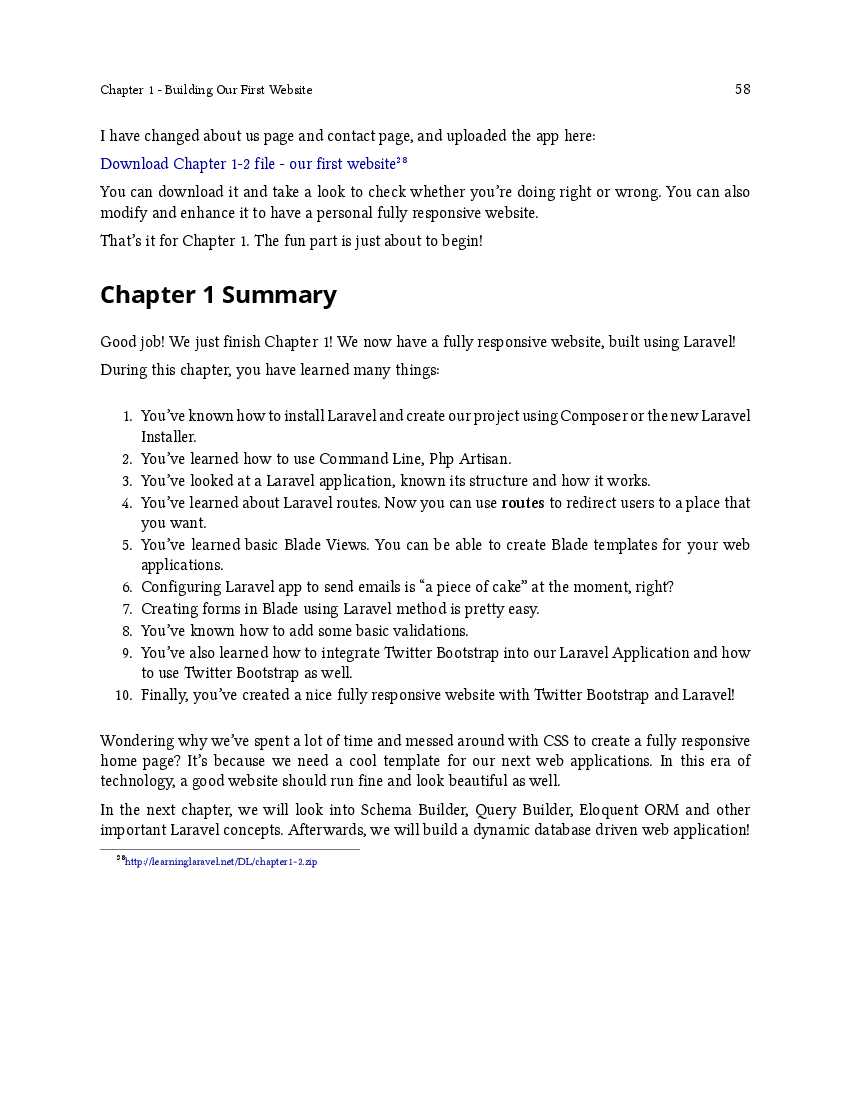 Chapter 1 - Building Our First Website 58
I have changed about us page and contact page, and uploaded the app here:
Download Chapter 1-2 file - our first website²⁸
You can download it and take a look to check whether you’re doing right or wrong. You can also
modify and enhance it to have a personal fully responsive website.
That’s it for Chapter 1. The fun part is just about to begin!
Chapter 1 Summary
Good job! We just finish Chapter 1! We now have a fully responsive website, built using Laravel!
During this chapter, you have learned many things:
1. You’ve known how to install Laravel and create our project using Composer or the new Laravel
Installer.
2. You’ve learned how to use Command Line, Php Artisan.
3. You’ve looked at a Laravel application, known its structure and how it works.
4. You’ve learned about Laravel routes. Now you can use routes to redirect users to a place that
you want.
5. You’ve learned basic Blade Views. You can be able to create Blade templates for your web
applications.
6. Configuring Laravel app to send emails is “a piece of cake” at the moment, right?
7. Creating forms in Blade using Laravel method is pretty easy.
8. You’ve known how to add some basic validations.
9. You’ve also learned how to integrate Twitter Bootstrap into our Laravel Application and how
to use Twitter Bootstrap as well.
10. Finally, you’ve created a nice fully responsive website with Twitter Bootstrap and Laravel!
Wondering why we’ve spent a lot of time and messed around with CSS to create a fully responsive
home page? It’s because we need a cool template for our next web applications. In this era of
technology, a good website should run fine and look beautiful as well.
In the next chapter, we will look into Schema Builder, Query Builder, Eloquent ORM and other
important Laravel concepts. Afterwards, we will build a dynamic database driven web application!
²⁸http://learninglaravel.net/DL/chapter1-2.zip